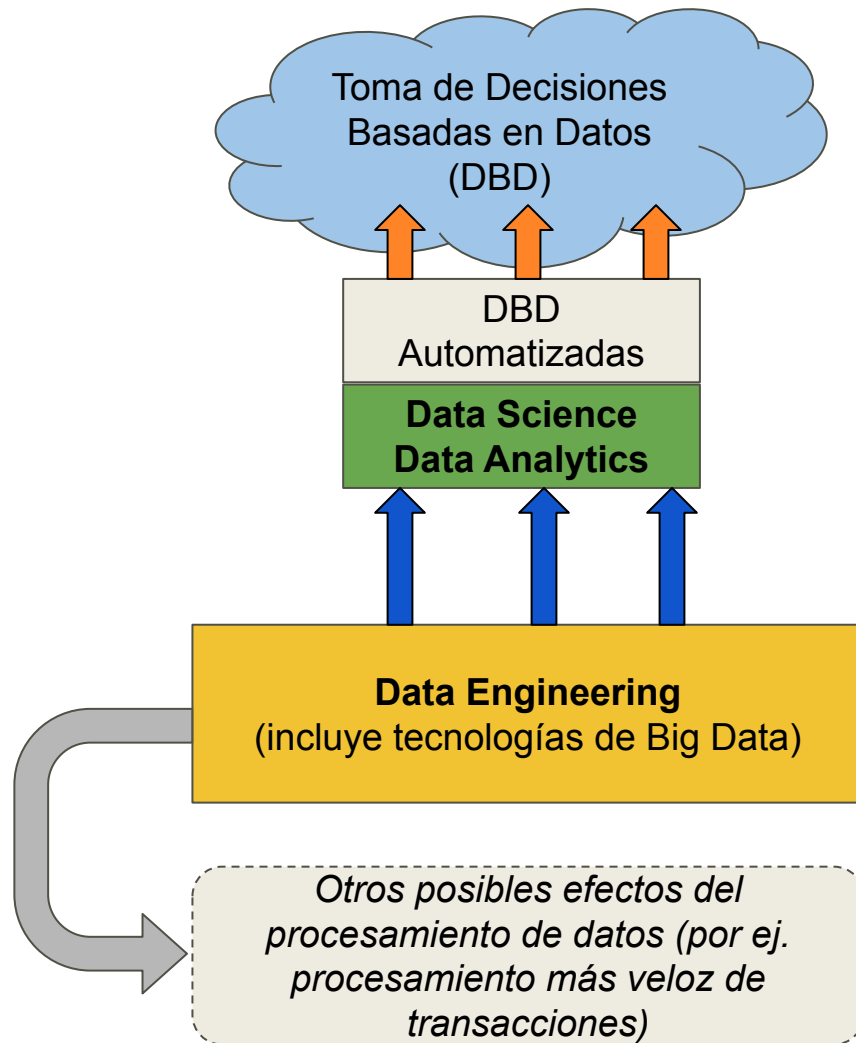 Toma de Decisiones
Basadas en Datos
(DBD)
DBD
Automatizadas
Data Science
Data Analytics
Data Engineering
(incluye tecnologías de Big Data)
Otros posibles efectos del
procesamiento de datos (por ej.
procesamiento más veloz de
transacciones)